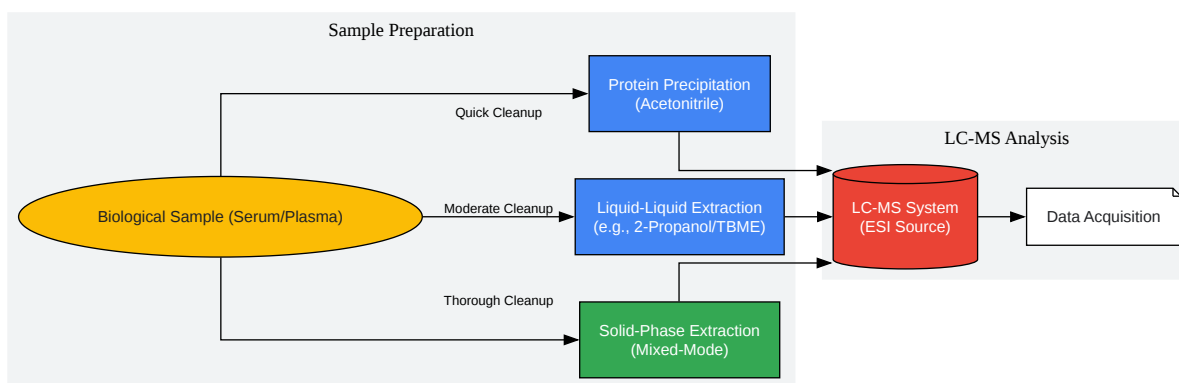 Sample Preparation
Protein Precipitation
(Acetonitrile)
Quick Cleanup
LC-MS Analysis
Biological Sample (Serum/Plasma)
Moderate Cleanup
Liquid-Liquid Extraction
(e.g., 2-Propanol/TBME)
LC-MS System
(ESI Source)
Data Acquisition
Thorough Cleanup
Solid-Phase Extraction
(Mixed-Mode)